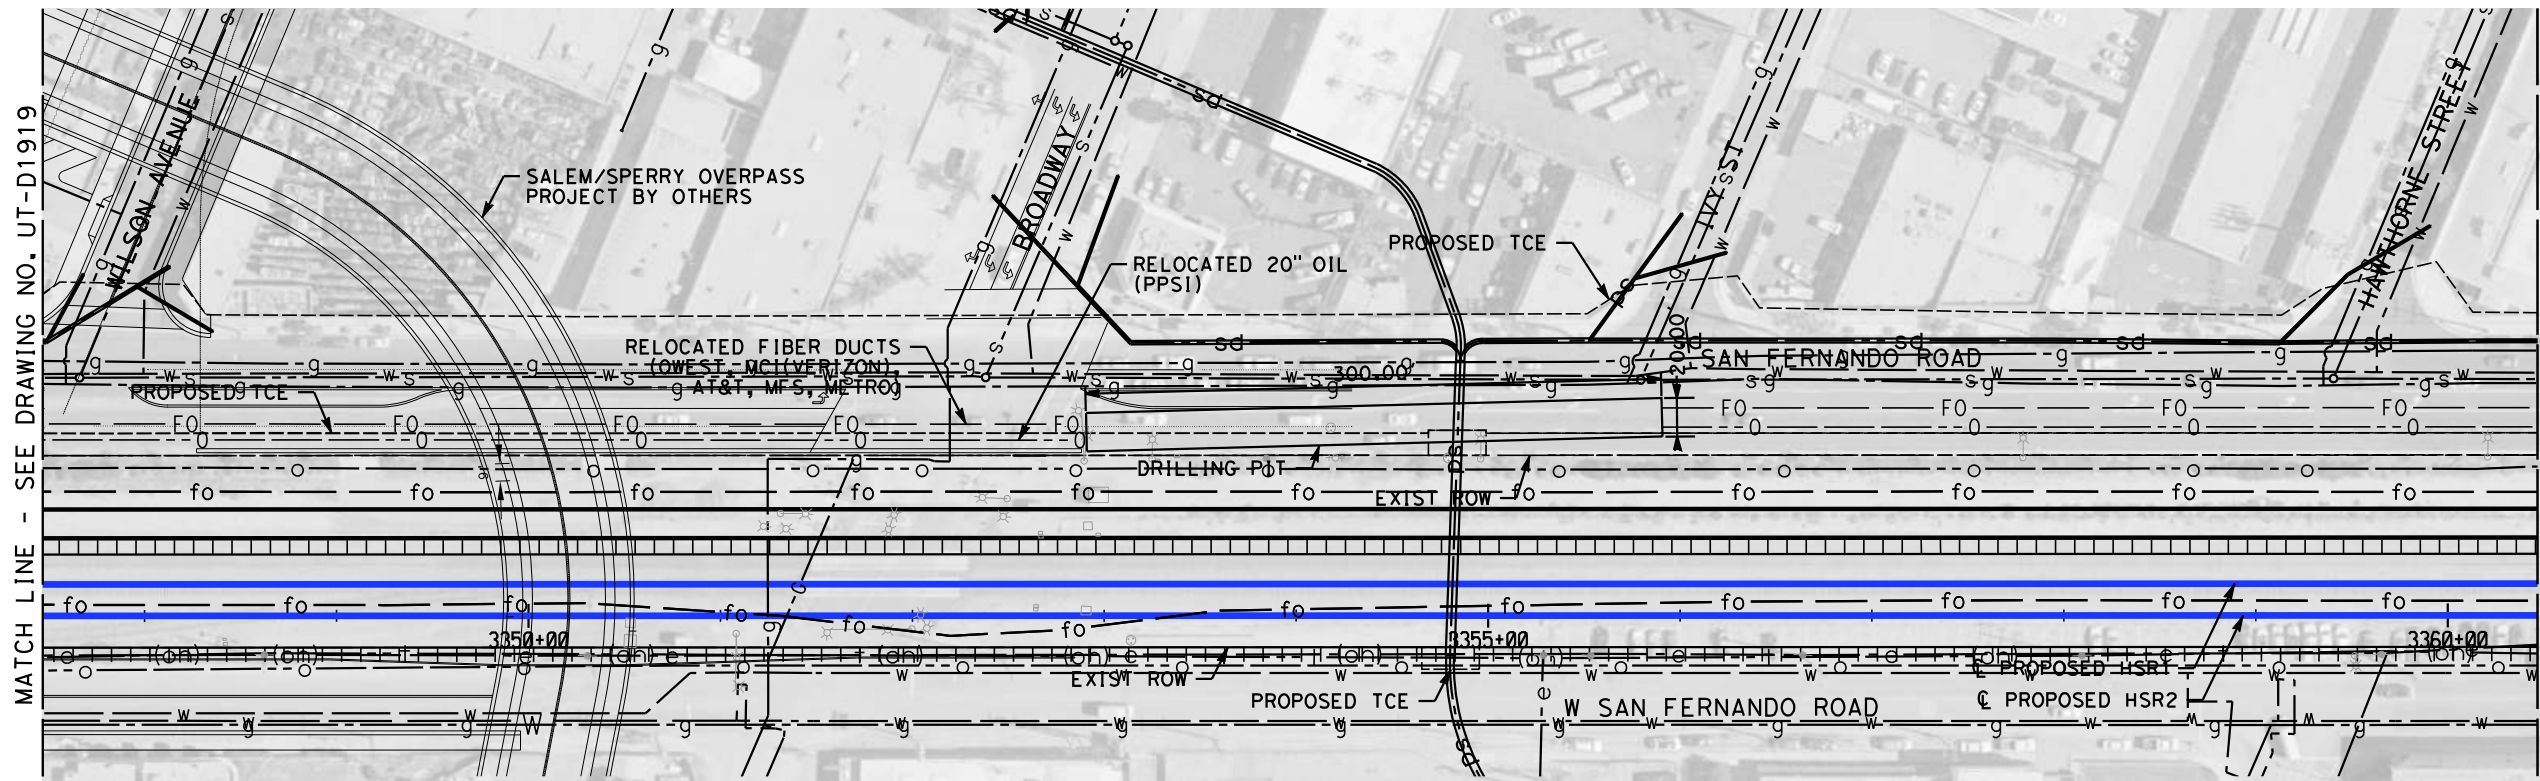 MATCH LINE - SEE DRAWING NO. UT-D1919
WILSON AVENUE
SALEM/SPERRY OVERPASS
PROJECT BY OTHERS
BROADWAY
RELOCATED 20" OIL
(PPSI)
PROPOSED TCE
IVY ST
HAWTHORNE STREET
RELOCATED FIBER DUCTS
(QWEST, MCI(VERIZON),
AT&T, MFS, METRO)
PROPOSED TCE
300.00'
20.00'
SAN FERNANDO ROAD
DRILLING PIT
EXIST ROW
3350+00
3355+00
3360+00
EXIST ROW
PROPOSED TCE
W SAN FERNANDO ROAD
℄ PROPOSED HSR1
℄ PROPOSED HSR2